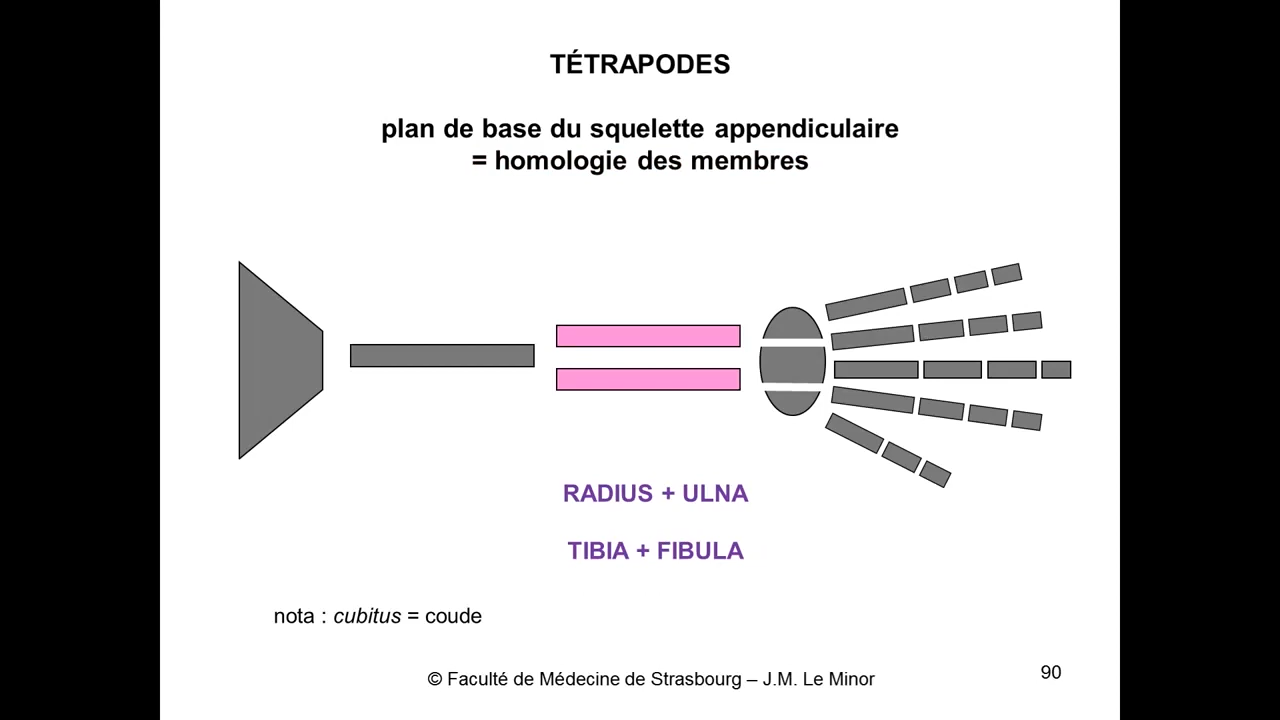 TÉTRAPODES
plan de base du squelette appendiculaire
= homologie des membres
RADIUS + ULNA
TIBIA + FIBULA
nota : cubitus = coude
© Faculté de Médecine de Strasbourg – J.M. Le Minor
90